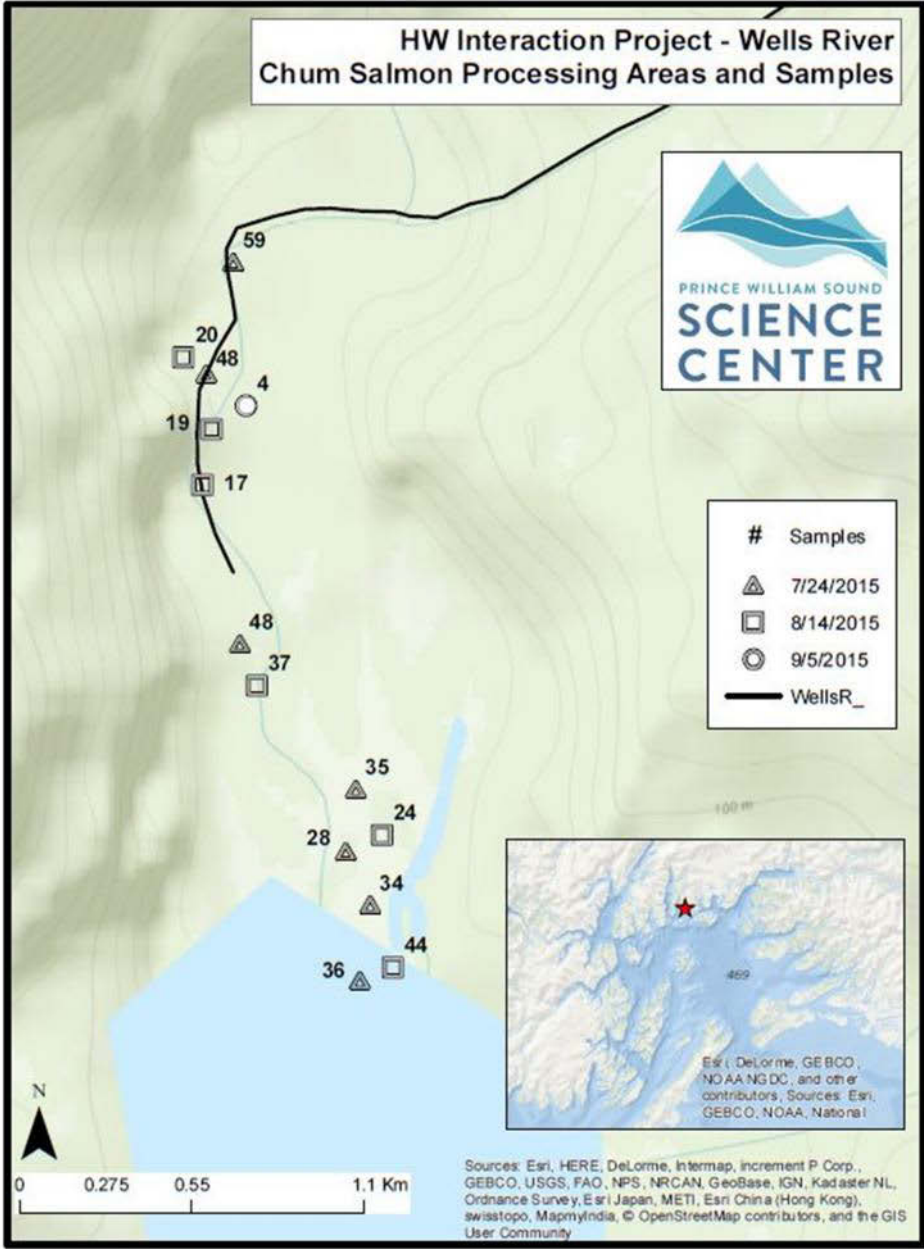 HW Interaction Project - Wells River
Chum Salmon Processing Areas and Samples
PRINCE WILLIAM SOUND
SCIENCE
CENTER
59
20
48
4
19
17
# Samples
7/24/2015
8/14/2015
9/5/2015
WellsR_
48
37
35
24
100 m
28
34
44
36
469
Esri, DeLorme, GEBCO,
NOAA NGDC, and other
contributors, Sources: Esri,
GEBCO, NOAA, National
N
0 0.275 0.55 1.1 Km
Sources: Esri, HERE, DeLorme, Intermap, increment P Corp.,
GEBCO, USGS, FAO, NPS, NRCAN, GeoBase, IGN, Kadaster NL,
Ordnance Survey, Esri Japan, METI, Esri China (Hong Kong),
swisstopo, MapmyIndia, © OpenStreetMap contributors, and the GIS
User Community